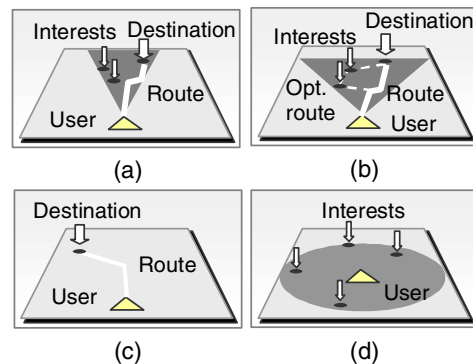 Interests
Destination
Route
User
(a)
Destination
Interests
Opt.
route
Route
User
(b)
Destination
Route
User
(c)
Interests
User
(d)